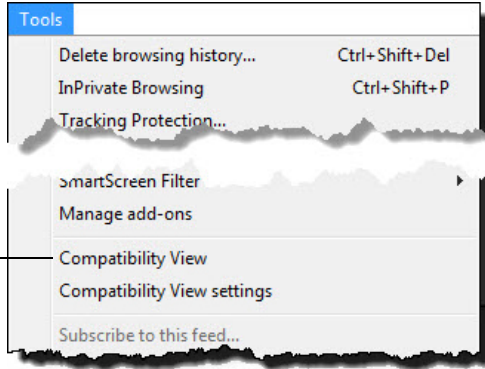 Tools
Delete browsing history... Ctrl+Shift+Del
InPrivate Browsing Ctrl+Shift+P
Tracking Protection...
SmartScreen Filter
Manage add-ons
Compatibility View
Compatibility View settings
Subscribe to this feed...